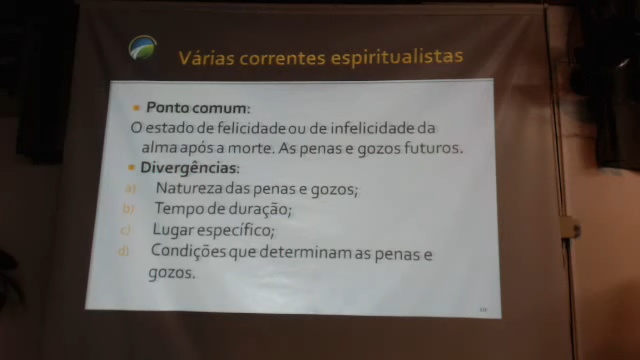 Várias correntes espiritualistas
Ponto comum:
O estado de felicidade ou de infelicidade da
alma após a morte. As penas e gozos futuros.
Divergências:
a) Natureza das penas e gozos;
b) Tempo de duração;
c) Lugar específico;
d) Condições que determinam as penas e
gozos.